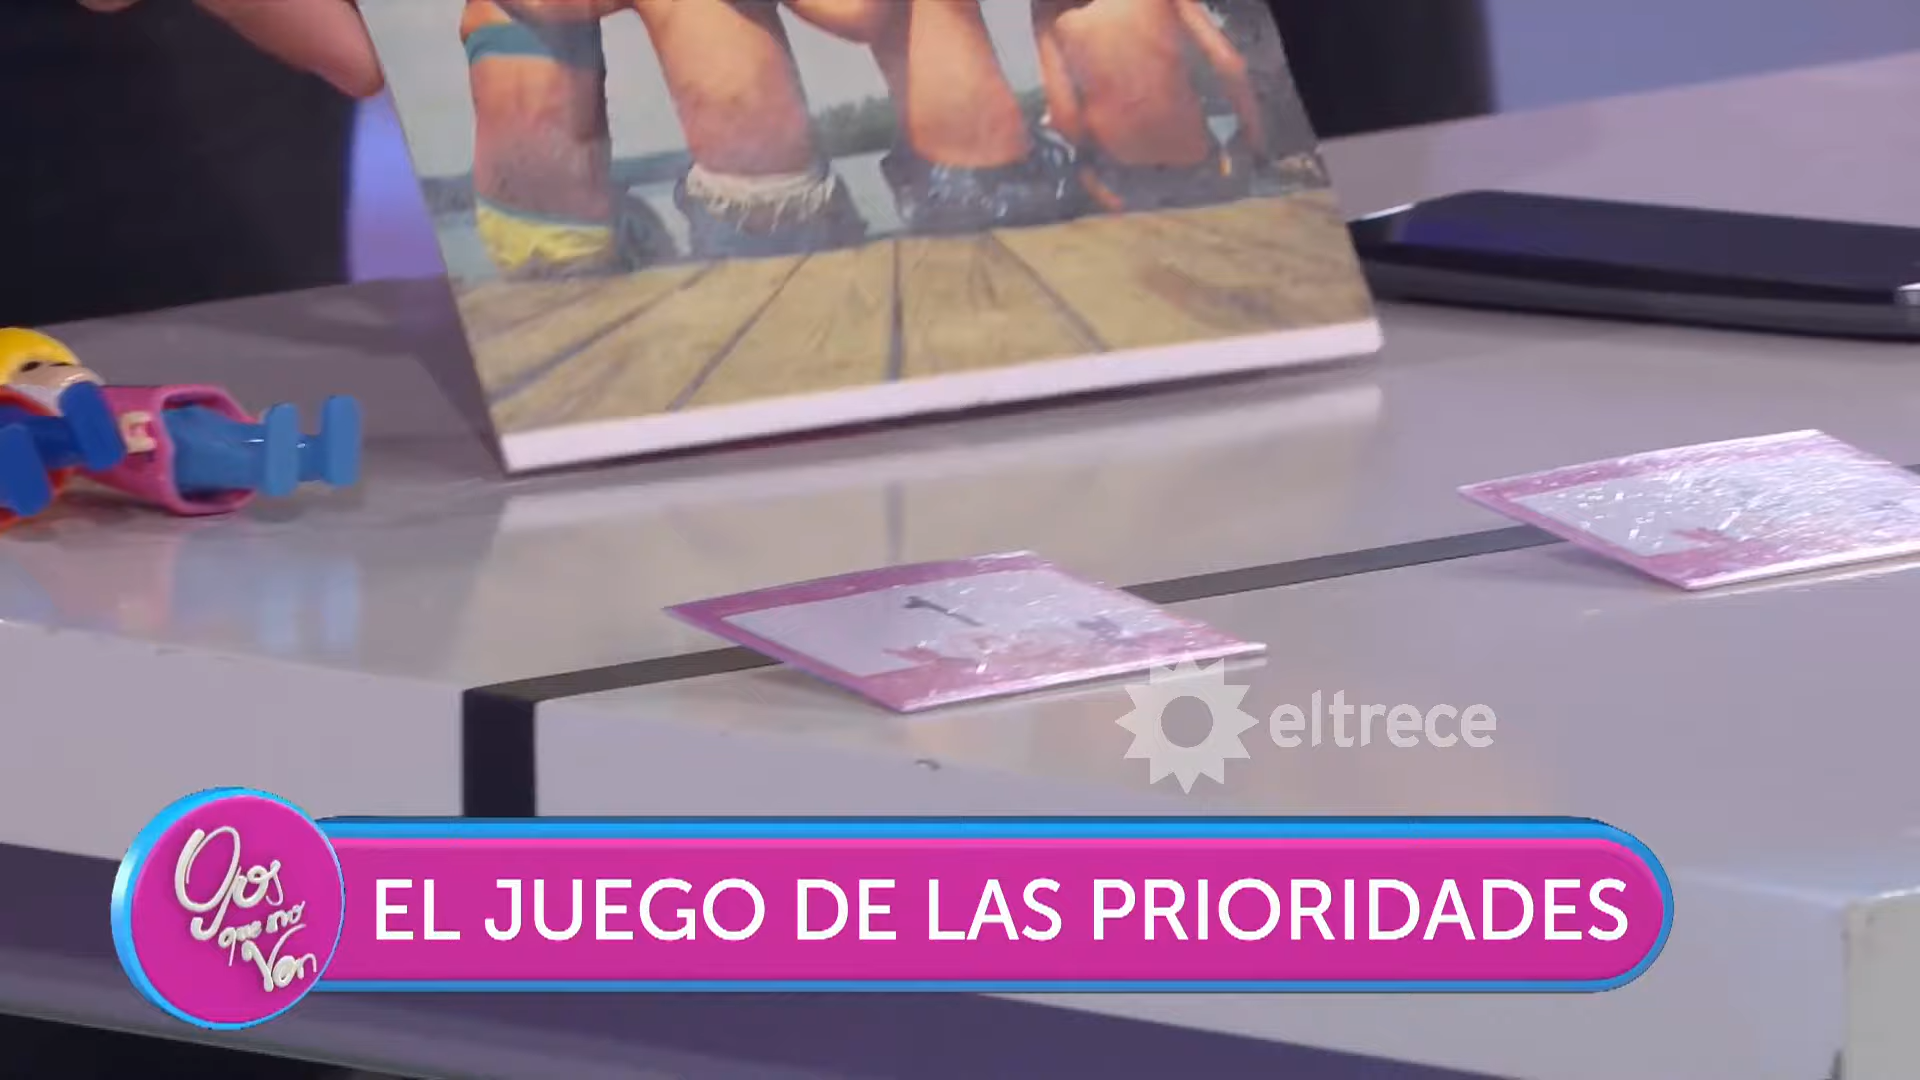 eltrece
Ojos
que no
Ven
EL JUEGO DE LAS PRIORIDADES